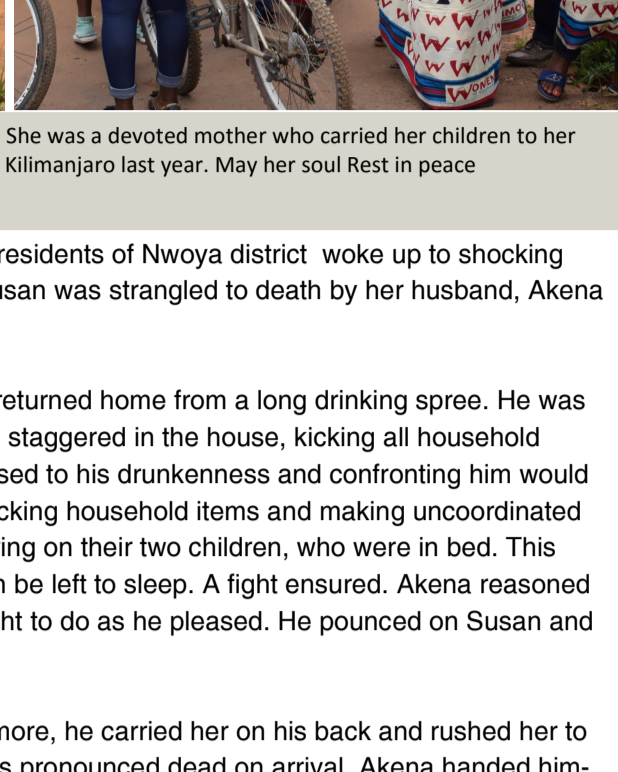 WOMEN
She was a devoted mother who carried her children to her
Kilimanjaro last year. May her soul Rest in peace
residents of Nwoya district woke up to shocking
usan was strangled to death by her husband, Akena
returned home from a long drinking spree. He was
staggered in the house, kicking all household
sed to his drunkenness and confronting him would
cking household items and making uncoordinated
ing on their two children, who were in bed. This
n be left to sleep. A fight ensured. Akena reasoned
ht to do as he pleased. He pounced on Susan and
more, he carried her on his back and rushed her to
s pronounced dead on arrival. Akena handed him-